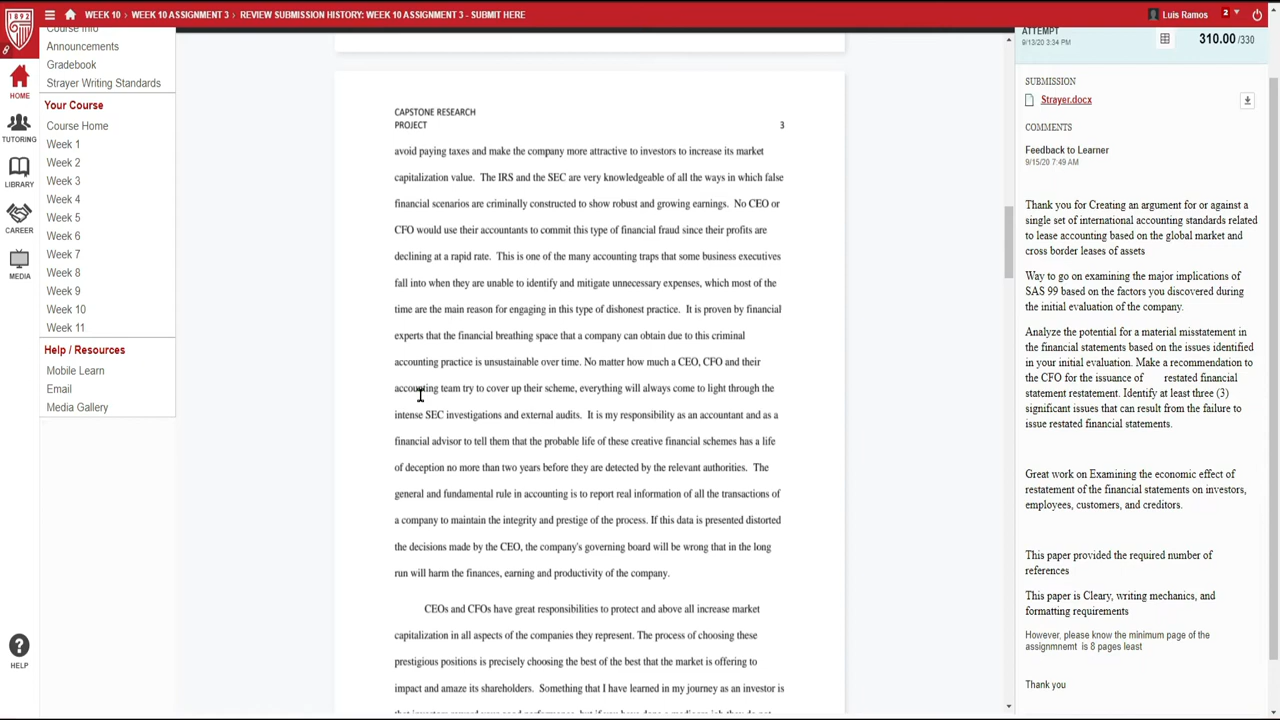 1892
WEEK 10 › WEEK 10 ASSIGNMENT 3 › REVIEW SUBMISSION HISTORY: WEEK 10 ASSIGNMENT 3 - SUBMIT HERE
Luis Ramos
2
HOME
TUTORING
LIBRARY
CAREER
MEDIA
HELP
Course Info
Announcements
Gradebook
Strayer Writing Standards
Your Course
Course Home
Week 1
Week 2
Week 3
Week 4
Week 5
Week 6
Week 7
Week 8
Week 9
Week 10
Week 11
Help / Resources
Mobile Learn
Email
Media Gallery
CAPSTONE RESEARCH
PROJECT 3
avoid paying taxes and make the company more attractive to investors to increase its market
capitalization value. The IRS and the SEC are very knowledgeable of all the ways in which false
financial scenarios are criminally constructed to show robust and growing earnings. No CEO or
CFO would use their accountants to commit this type of financial fraud since their profits are
declining at a rapid rate. This is one of the many accounting traps that some business executives
fall into when they are unable to identify and mitigate unnecessary expenses, which most of the
time are the main reason for engaging in this type of dishonest practice. It is proven by financial
experts that the financial breathing space that a company can obtain due to this criminal
accounting practice is unsustainable over time. No matter how much a CEO, CFO and their
accounting team try to cover up their scheme, everything will always come to light through the
intense SEC investigations and external audits. It is my responsibility as an accountant and as a
financial advisor to tell them that the probable life of these creative financial schemes has a life
of deception no more than two years before they are detected by the relevant authorities. The
general and fundamental rule in accounting is to report real information of all the transactions of
a company to maintain the integrity and prestige of the process. If this data is presented distorted
the decisions made by the CEO, the company's governing board will be wrong that in the long
run will harm the finances, earning and productivity of the company.
CEOs and CFOs have great responsibilities to protect and above all increase market
capitalization in all aspects of the companies they represent. The process of choosing these
prestigious positions is precisely choosing the best of the best that the market is offering to
impact and amaze its shareholders. Something that I have learned in my journey as an investor is
ATTEMPT
9/13/20 3:34 PM
310.00 /330
SUBMISSION
Strayer.docx
COMMENTS
Feedback to Learner
9/15/20 7:49 AM
Thank you for Creating an argument for or against a
single set of international accounting standards related
to lease accounting based on the global market and
cross border leases of assets
Way to go on examining the major implications of
SAS 99 based on the factors you discovered during
the initial evaluation of the company.
Analyze the potential for a material misstatement in
the financial statements based on the issues identified
in your initial evaluation. Make a recommendation to
the CFO for the issuance of restated financial
statement restatement. Identify at least three (3)
significant issues that can result from the failure to
issue restated financial statements.
Great work on Examining the economic effect of
restatement of the financial statements on investors,
employees, customers, and creditors.
This paper provided the required number of
references
This paper is Cleary, writing mechanics, and
formatting requirements
However, please know the minimum page of the
assignmnemt is 8 pages least
Thank you